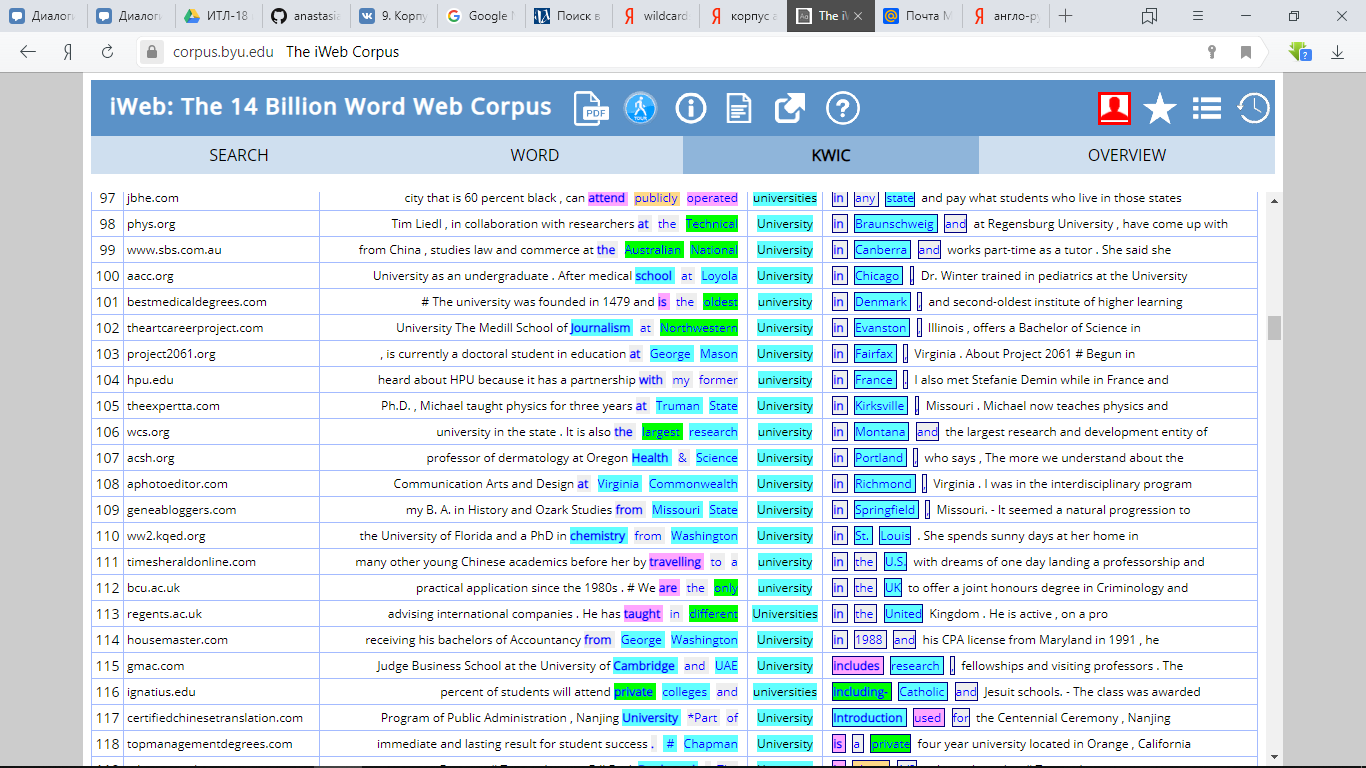 Диалоги Диалоги ИТЛ-18 anastasia 9. Корпу Google Поиск в wildcard корпус а The iW Почта М англо-ру
corpus.byu.edu The iWeb Corpus
iWeb: The 14 Billion Word Web Corpus PDF TOUR
SEARCH WORD KWIC OVERVIEW
97 jbhe.com city that is 60 percent black , can attend publicly operated universities in any state and pay what students who live in those states
98 phys.org Tim Liedl , in collaboration with researchers at the Technical University in Braunschweig and at Regensburg University , have come up with
99 www.sbs.com.au from China , studies law and commerce at the Australian National University in Canberra and works part-time as a tutor . She said she
100 aacc.org University as an undergraduate . After medical school at Loyola University in Chicago , Dr. Winter trained in pediatrics at the University
101 bestmedicaldegrees.com # The university was founded in 1479 and is the oldest university in Denmark , and second-oldest institute of higher learning
102 theartcareerproject.com University The Medill School of Journalism at Northwestern University in Evanston , Illinois , offers a Bachelor of Science in
103 project2061.org , is currently a doctoral student in education at George Mason University in Fairfax , Virginia . About Project 2061 # Begun in
104 hpu.edu heard about HPU because it has a partnership with my former university in France . I also met Stefanie Demin while in France and
105 theexpertta.com Ph.D. , Michael taught physics for three years at Truman State University in Kirksville , Missouri . Michael now teaches physics and
106 wcs.org university in the state . It is also the largest research university in Montana and the largest research and development entity of
107 acsh.org professor of dermatology at Oregon Health & Science University in Portland , who says , The more we understand about the
108 aphotoeditor.com Communication Arts and Design at Virginia Commonwealth University in Richmond , Virginia . I was in the interdisciplinary program
109 geneabloggers.com my B. A. in History and Ozark Studies from Missouri State University in Springfield , Missouri. - It seemed a natural progression to
110 ww2.kqed.org the University of Florida and a PhD in chemistry from Washington University in St. Louis . She spends sunny days at her home in
111 timesheraldonline.com many other young Chinese academics before her by travelling to a university in the U.S. with dreams of one day landing a professorship and
112 bcu.ac.uk practical application since the 1980s . # We are the only university in the UK to offer a joint honours degree in Criminology and
113 regents.ac.uk advising international companies . He has taught in different Universities in the United Kingdom . He is active , on a pro
114 housemaster.com receiving his bachelors of Accountancy from George Washington University in 1988 and his CPA license from Maryland in 1991 , he
115 gmac.com Judge Business School at the University of Cambridge and UAE University includes research , fellowships and visiting professors . The
116 ignatius.edu percent of students will attend private colleges and universities including- Catholic and Jesuit schools. - The class was awarded
117 certifiedchinesetranslation.com Program of Public Administration , Nanjing University *Part of University Introduction used for the Centennial Ceremony , Nanjing
118 topmanagementdegrees.com immediate and lasting result for student success . # Chapman University is a private four year university located in Orange , California